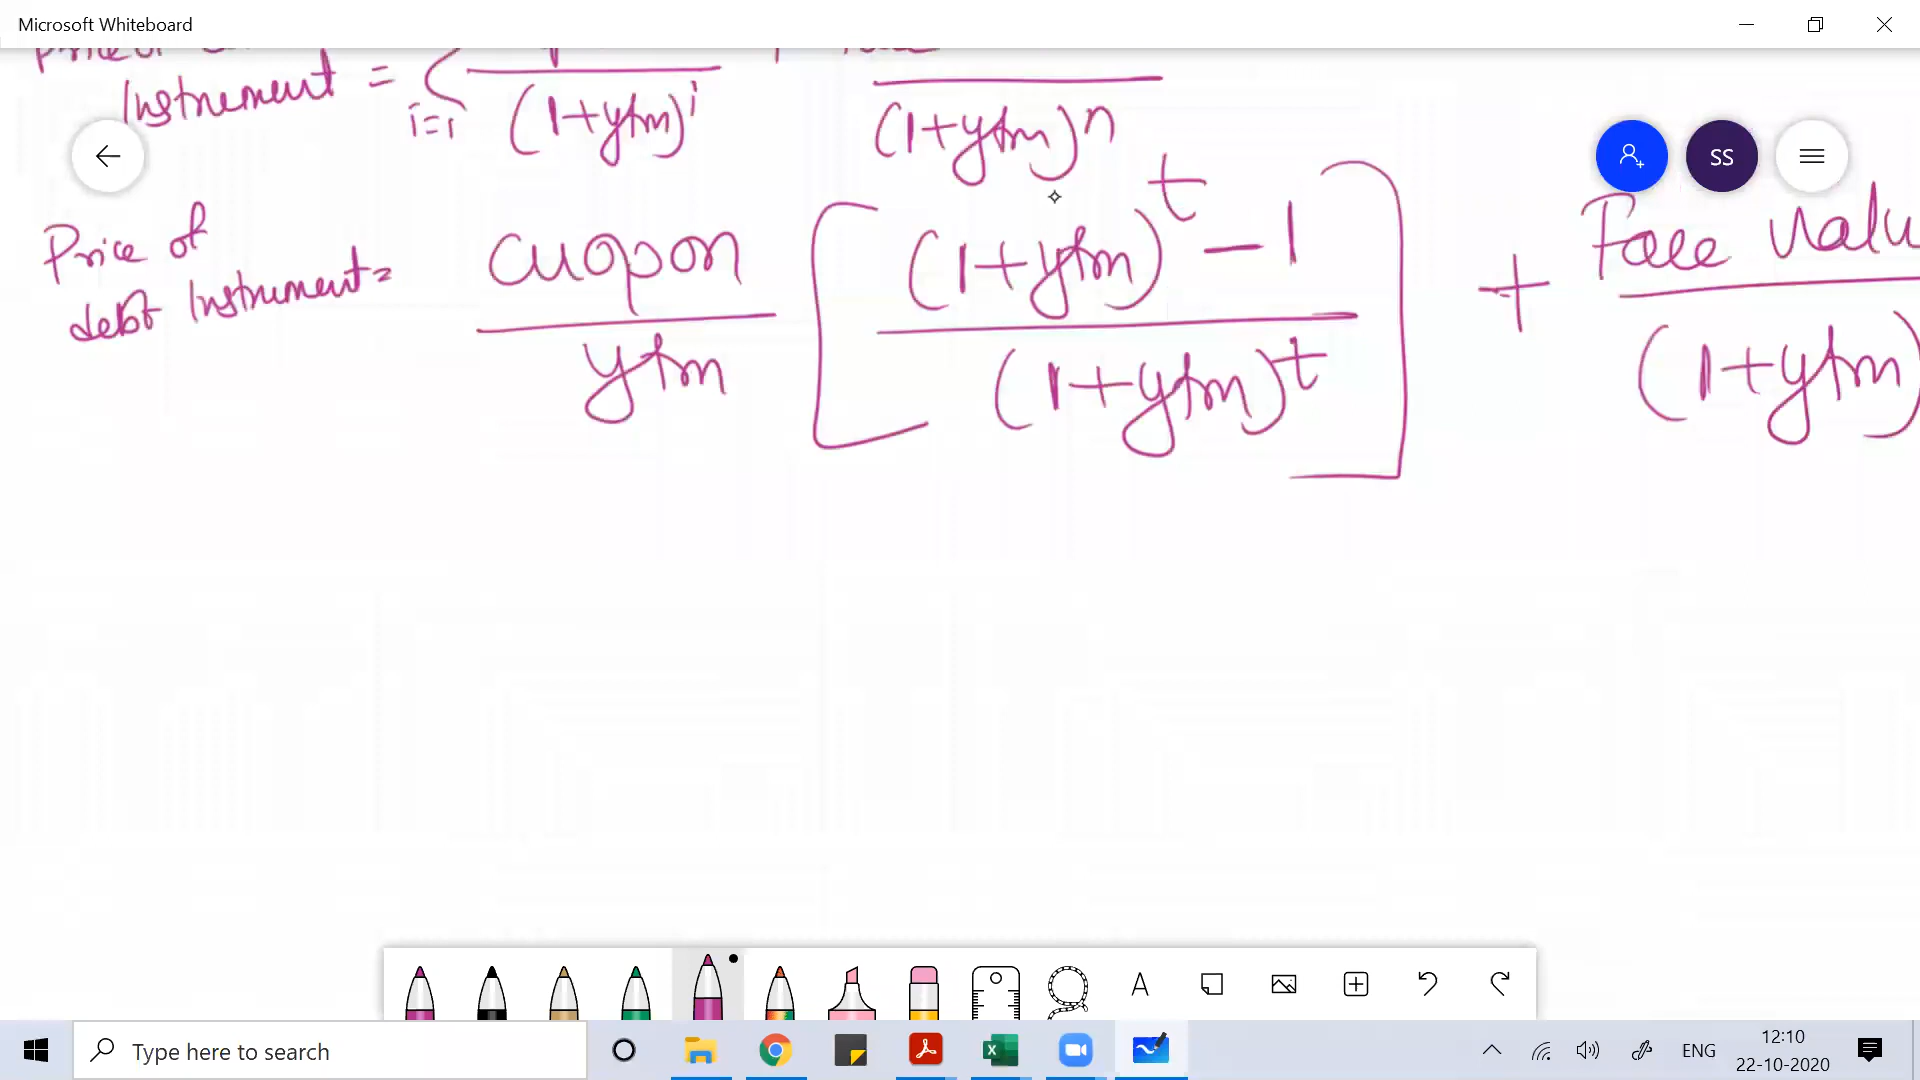 Microsoft Whiteboard
Instrument = i=1 (1+ytm)^i (1+ytm)^n
SS
Price of
debt Instrument = cuopon / ytm [ (1+ytm)^t - 1 / (1+ytm)^t ] + Face Valu / (1+ytm)
A
Type here to search
ENG
12:10
22-10-2020